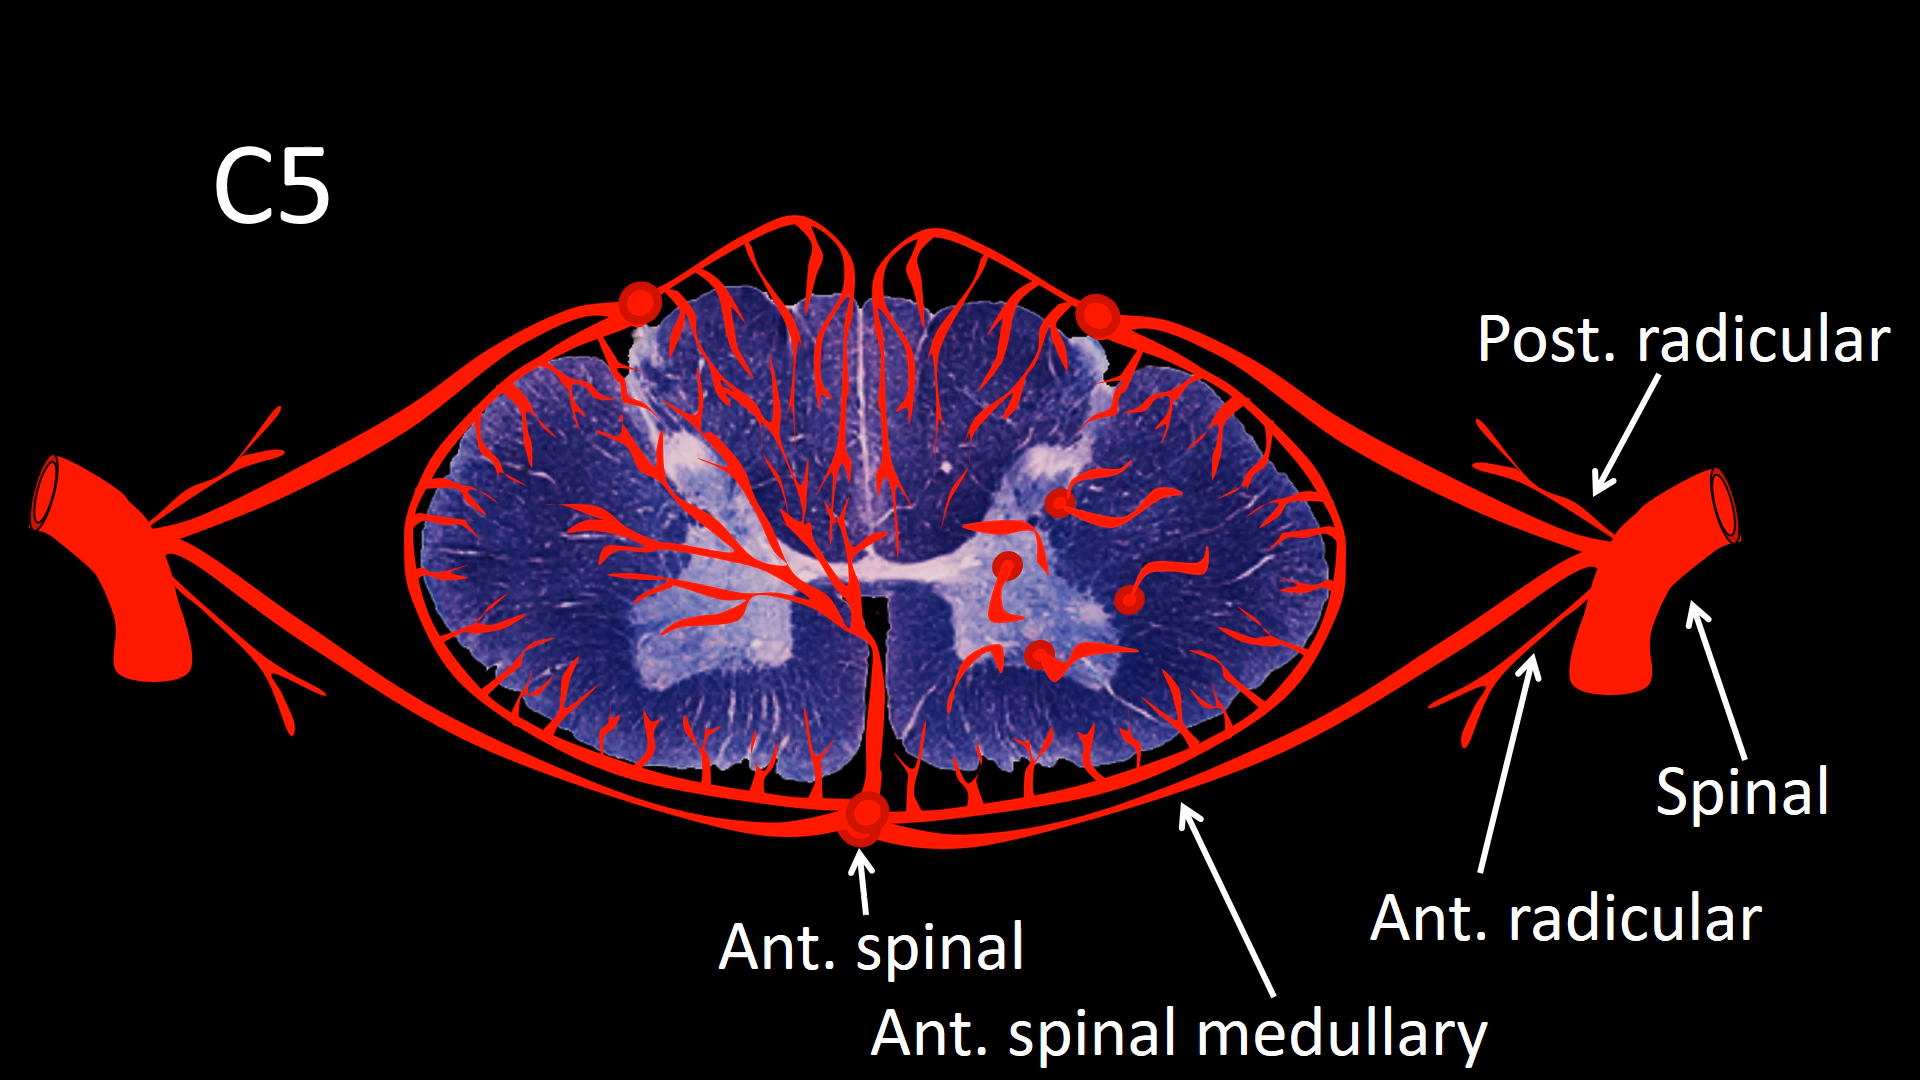 C5
Post. radicular
Spinal
Ant. radicular
Ant. spinal
Ant. spinal medullary